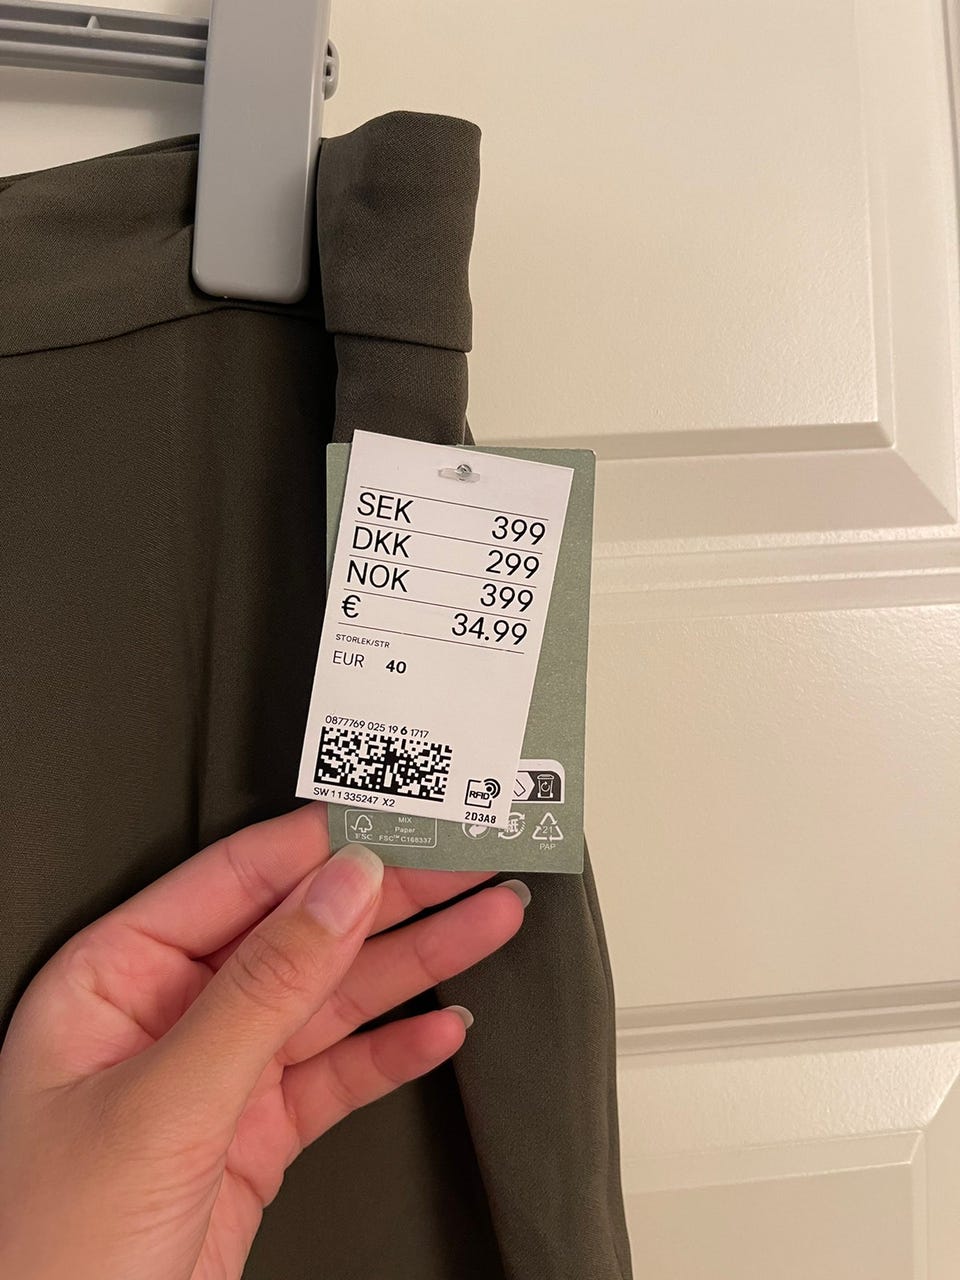 SEK 399
DKK 299
NOK 399
€ 34.99
STORLEK/STR
EUR 40
0877769 025 19 6 1717
SW 11 335247 X2
RFID
2D3A8
FSC
MIX
Paper
FSC™ C168337
21
PAP